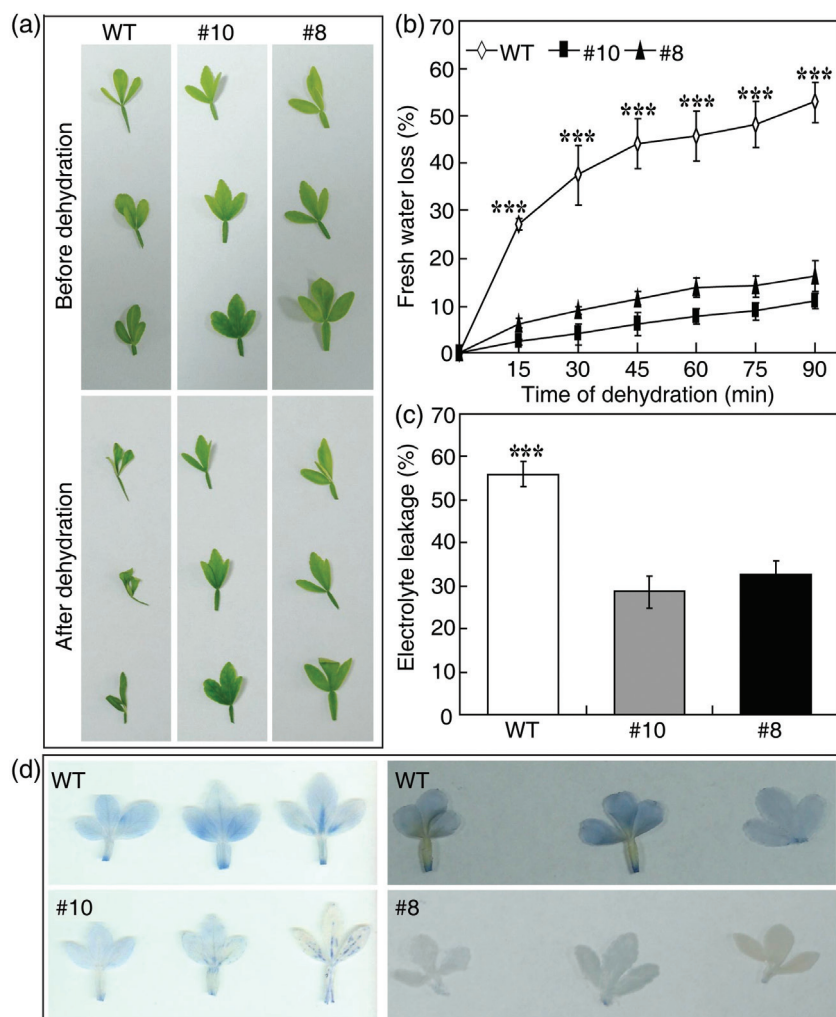 (a)
WT #10 #8
Before dehydration
After dehydration
(b)
70
60
50
40
30
20
10
0
WT #10 #8
*** *** *** *** *** ***
Fresh water loss (%)
15 30 45 60 75 90
Time of dehydration (min)
(c)
70
60
50
40
30
20
10
0
***
Electrolyte leakage (%)
WT #10 #8
(d)
WT WT
#10 #8